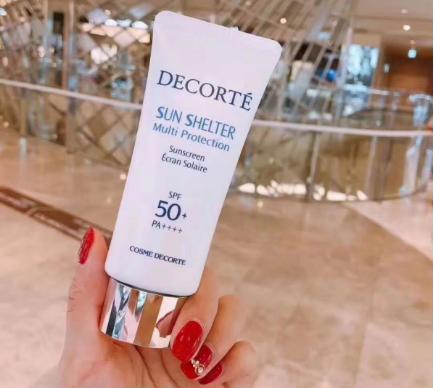 DECORTÉ
SUN SHELTER
Multi Protection
Sunscreen
Écran Solaire
SPF
50+
PA++++
COSME DECORTE